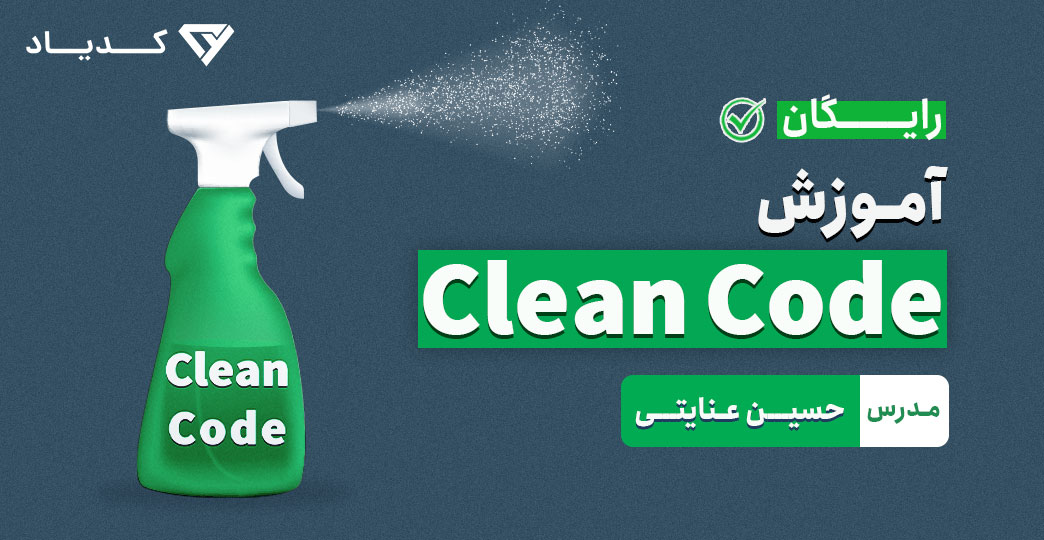 کدیاد
رایگان
آموزش
Clean Code
مدرس حسین عنایتی
Clean
Code